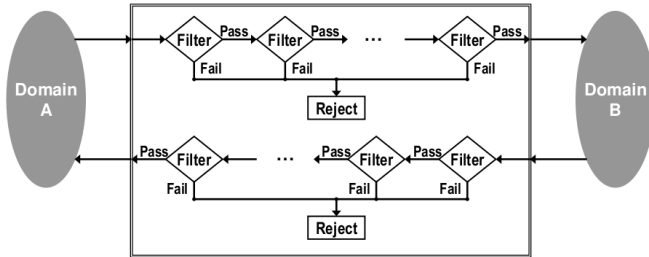 Domain
A
Filter
Pass
Filter
Pass
...
Filter
Pass
Fail
Fail
Fail
Reject
Domain
B
Pass
Filter
...
Pass
Filter
Pass
Filter
Fail
Fail
Fail
Reject